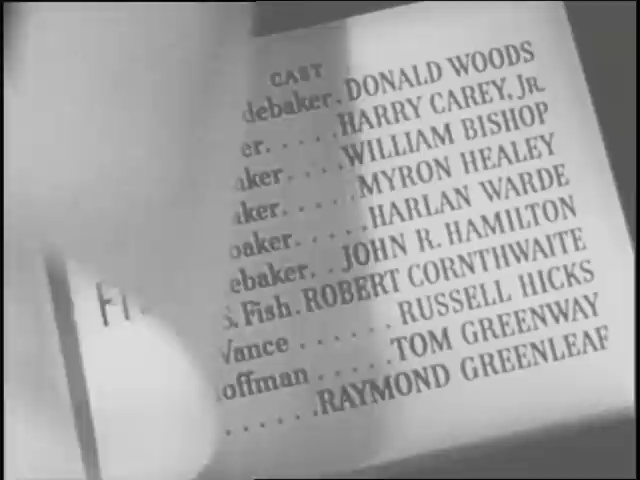 CAST
debaker. DONALD WOODS
er..... HARRY CAREY, JR.
aker.... WILLIAM BISHOP
aker..... MYRON HEALEY
baker..... HARLAN WARDE
ebaker.. JOHN R. HAMILTON
S. Fish. ROBERT CORNTHWAITE
Vance ...... RUSSELL HICKS
offman ..... TOM GREENWAY
...... RAYMOND GREENLEAF